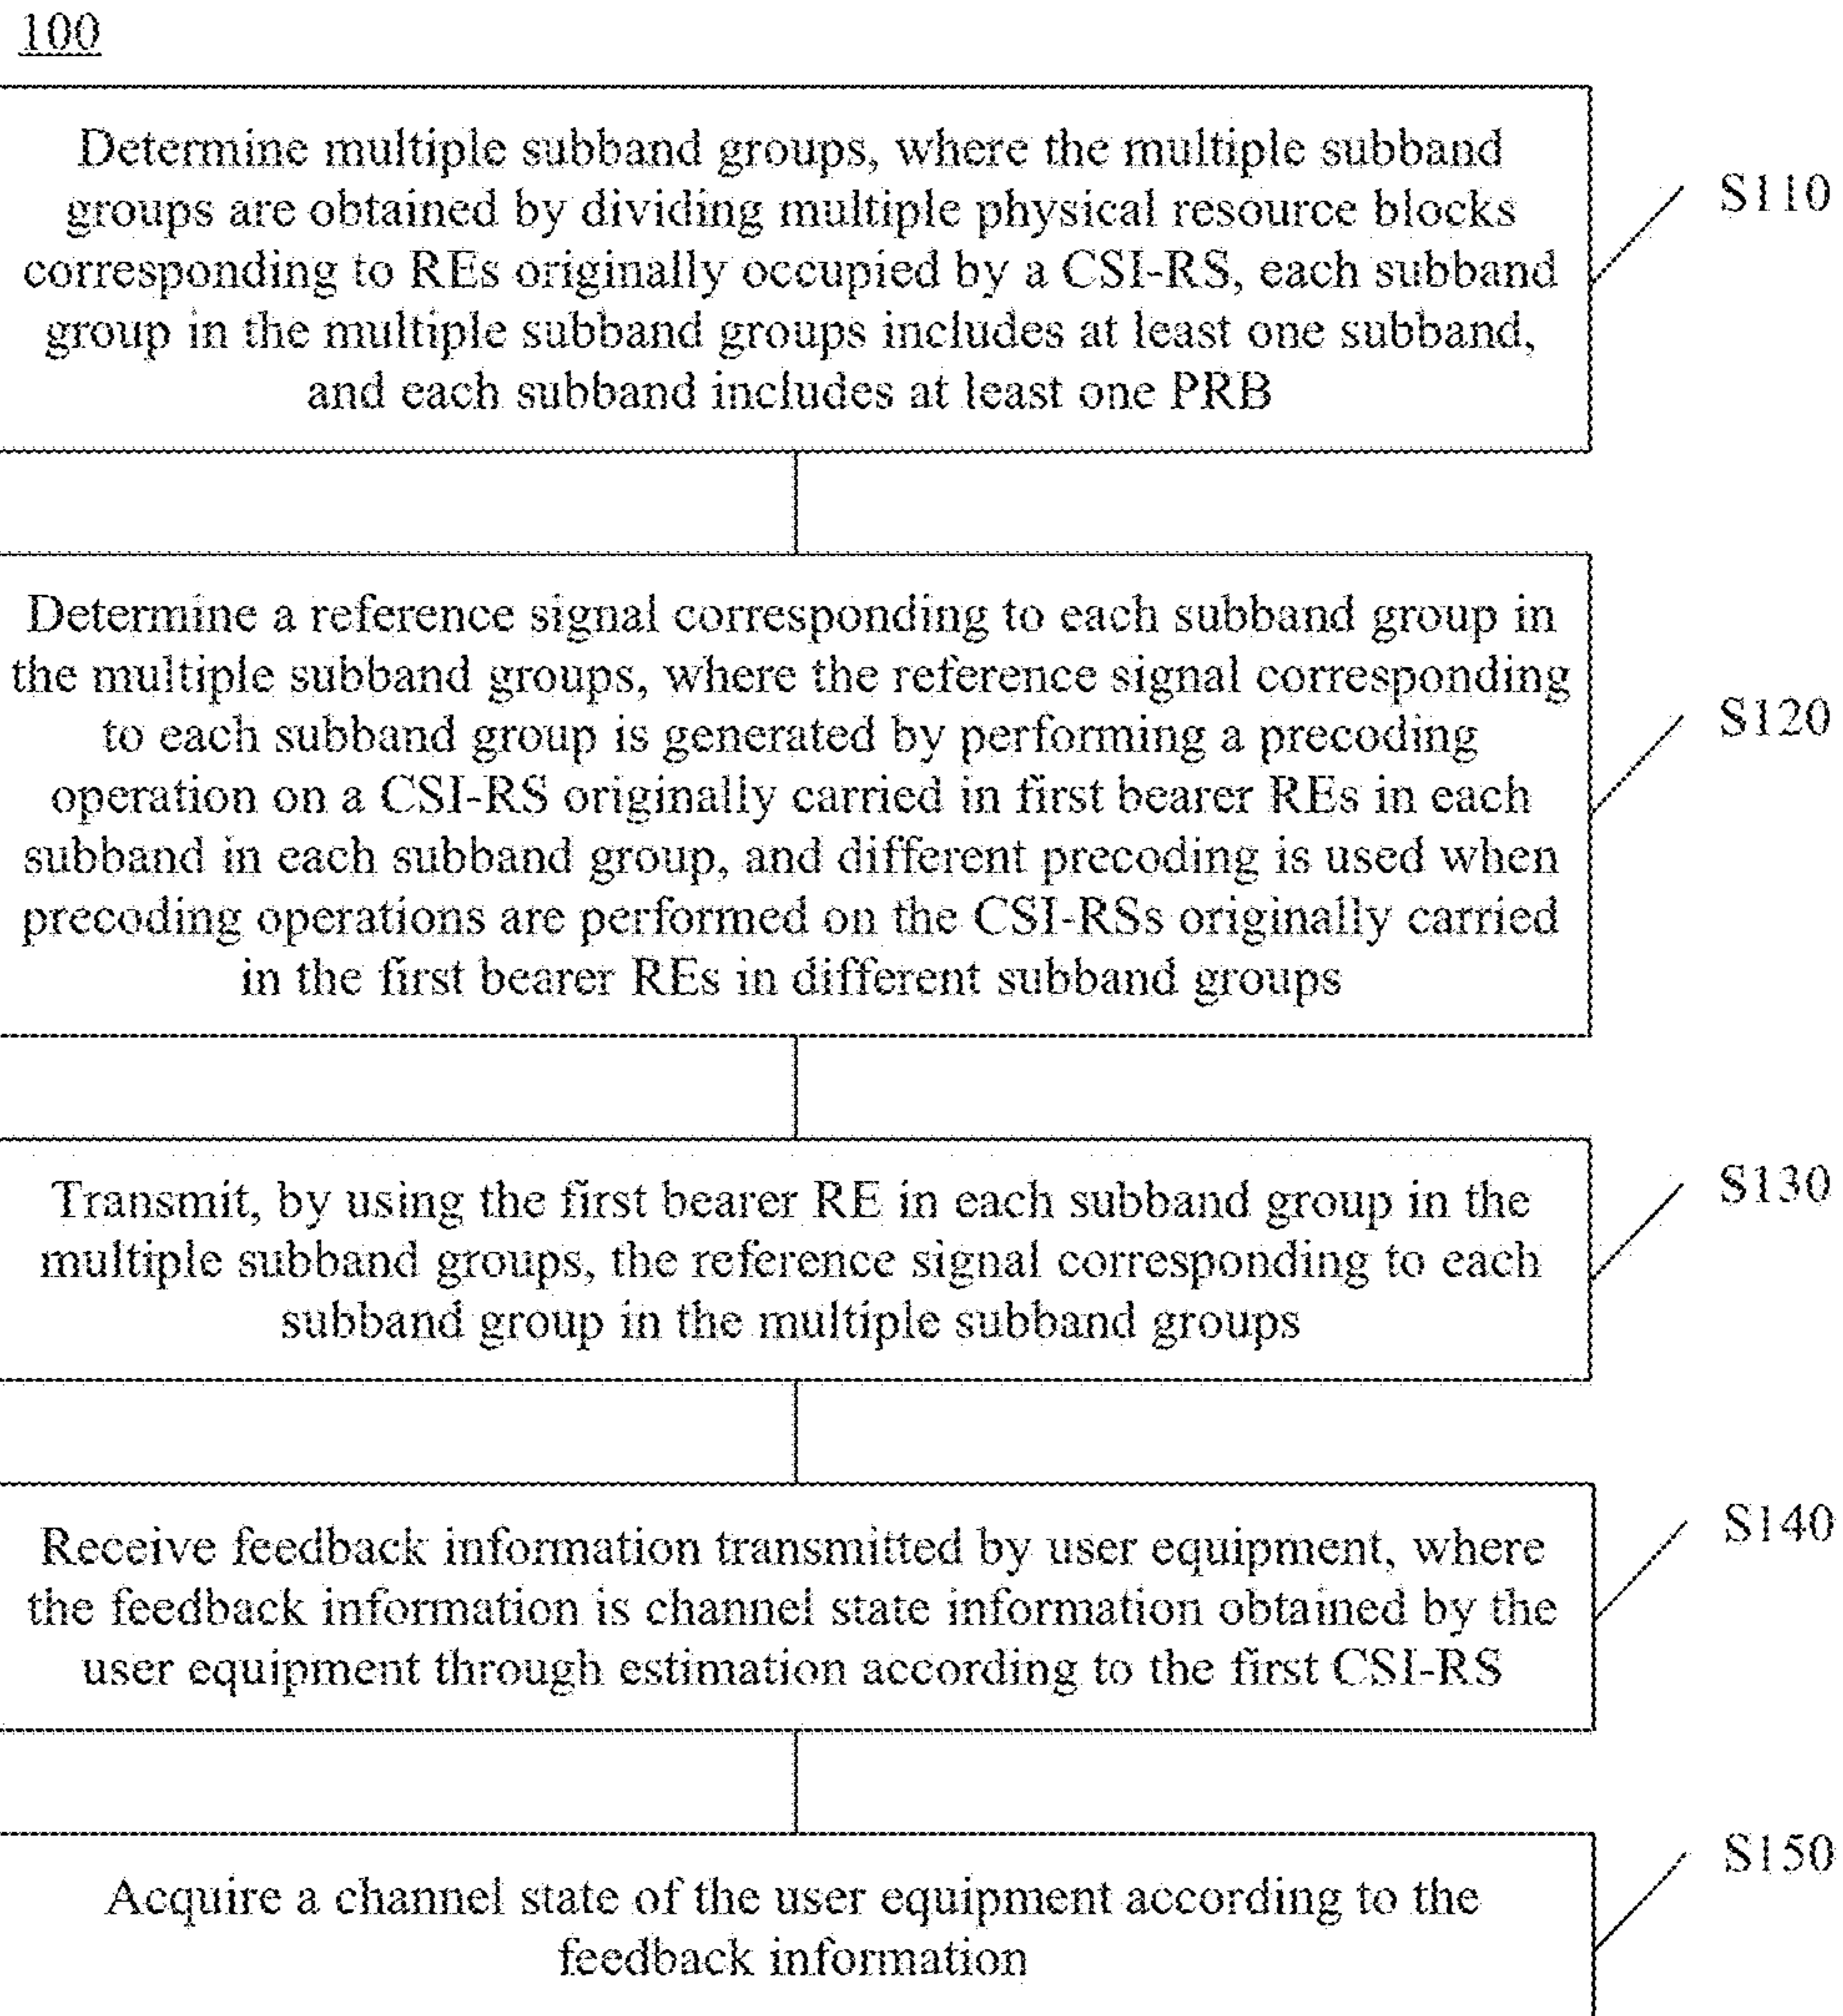 100
Determine multiple subband groups, where the multiple subband
groups are obtained by dividing multiple physical resource blocks
corresponding to REs originally occupied by a CSI-RS, each subband
group in the multiple subband groups includes at least one subband,
and each subband includes at least one PRB
S110
Determine a reference signal corresponding to each subband group in
the multiple subband groups, where the reference signal corresponding
to each subband group is generated by performing a precoding
operation on a CSI-RS originally carried in first bearer REs in each
subband in each subband group, and different precoding is used when
precoding operations are performed on the CSI-RSs originally carried
in the first bearer REs in different subband groups
S120
Transmit, by using the first bearer RE in each subband group in the
multiple subband groups, the reference signal corresponding to each
subband group in the multiple subband groups
S130
Receive feedback information transmitted by user equipment, where
the feedback information is channel state information obtained by the
user equipment through estimation according to the first CSI-RS
S140
Acquire a channel state of the user equipment according to the
feedback information
S150